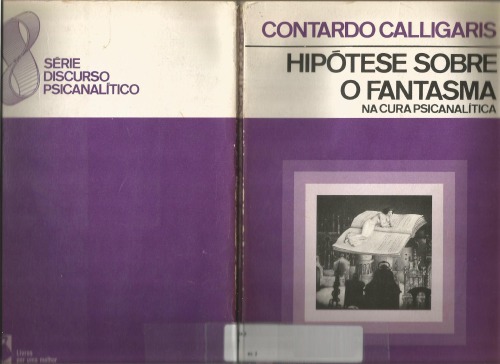 SÉRIE
DISCURSO
PSICANALÍTICO
CONTARDO CALLIGARIS
HIPÓTESE SOBRE
O FANTASMA
NA CURA PSICANALÍTICA